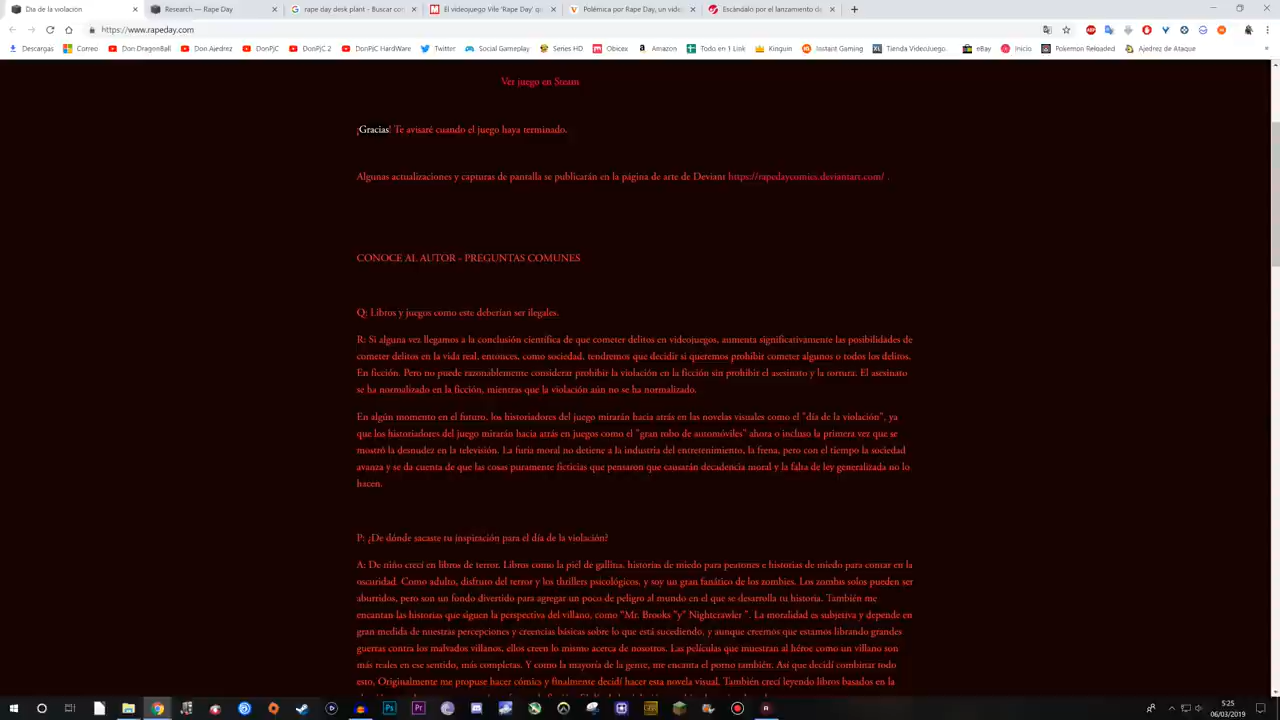 Dia de la violación
Research — Rape Day
rape day desk plant - Buscar con
El videojuego Vile 'Rape Day' qu
Polémica por Rape Day, un vide
Escándalo por el lanzamiento de
https://www.rapeday.com
Descargas
Correo
Don DragonBall
Don Ajedrez
DonPjC
DonPjC 2
DonPjC HardWare
Twitter
Social Gameplay
Series HD
Obicex
Amazon
Todo en 1 Link
Kinguin
Instant Gaming
Tienda VideoJuego
eBay
Inicio
Pokemon Reloaded
Ajedrez de Ataque
Ver juego en Steam
¡Gracias! Te avisaré cuando el juego haya terminado.
Algunas actualizaciones y capturas de pantalla se publicarán en la página de arte de Deviant https://rapedaycomics.deviantart.com/ .
CONOCE AL AUTOR - PREGUNTAS COMUNES
Q: Libros y juegos como este deberían ser ilegales.
R: Si alguna vez llegamos a la conclusión científica de que cometer delitos en videojuegos, aumenta significativamente las posibilidades de
cometer delitos en la vida real, entonces, como sociedad, tendremos que decidir si queremos prohibir cometer algunos o todos los delitos.
En ficción. Pero no puede razonablemente considerar prohibir la violación en la ficción sin prohibir el asesinato y la tortura. El asesinato
se ha normalizado en la ficción, mientras que la violación aún no se ha normalizado.
En algún momento en el futuro, los historiadores del juego mirarán hacia atrás en las novelas visuales como el "día de la violación", ya
que los historiadores del juego mirarán hacia atrás en juegos como el "gran robo de automóviles" ahora o incluso la primera vez que se
mostró la desnudez en la televisión. La furia moral no detiene a la industria del entretenimiento, la frena, pero con el tiempo la sociedad
avanza y se da cuenta de que las cosas puramente ficticias que pensaron que causarán decadencia moral y la falta de ley generalizada no lo
hacen.
P: ¿De dónde sacaste tu inspiración para el día de la violación?
A: De niño crecí en libros de terror. Libros como la piel de gallina, historias de miedo para peatones e historias de miedo para contar en la
oscuridad. Como adulto, disfruto del terror y los thrillers psicológicos, y soy un gran fanático de los zombies. Los zombis solos pueden ser
aburridos, pero son un fondo divertido para agregar un poco de peligro al mundo en el que se desarrolla tu historia. También me
encantan las historias que siguen la perspectiva del villano, como "Mr. Brooks "y" Nightcrawler ". La moralidad es subjetiva y depende en
gran medida de nuestras percepciones y creencias básicas sobre lo que está sucediendo, y aunque creemos que estamos librando grandes
guerras contra los malvados villanos, ellos creen lo mismo acerca de nosotros. Las películas que muestran al héroe como un villano son
más reales en ese sentido, más completas. Y como la mayoría de la gente, me encanta el porno también. Así que decidí combinar todo
esto, Originalmente me propuse hacer cómics y finalmente decidí hacer esta novela visual. También crecí leyendo libros basados en la
5:25
06/03/2019